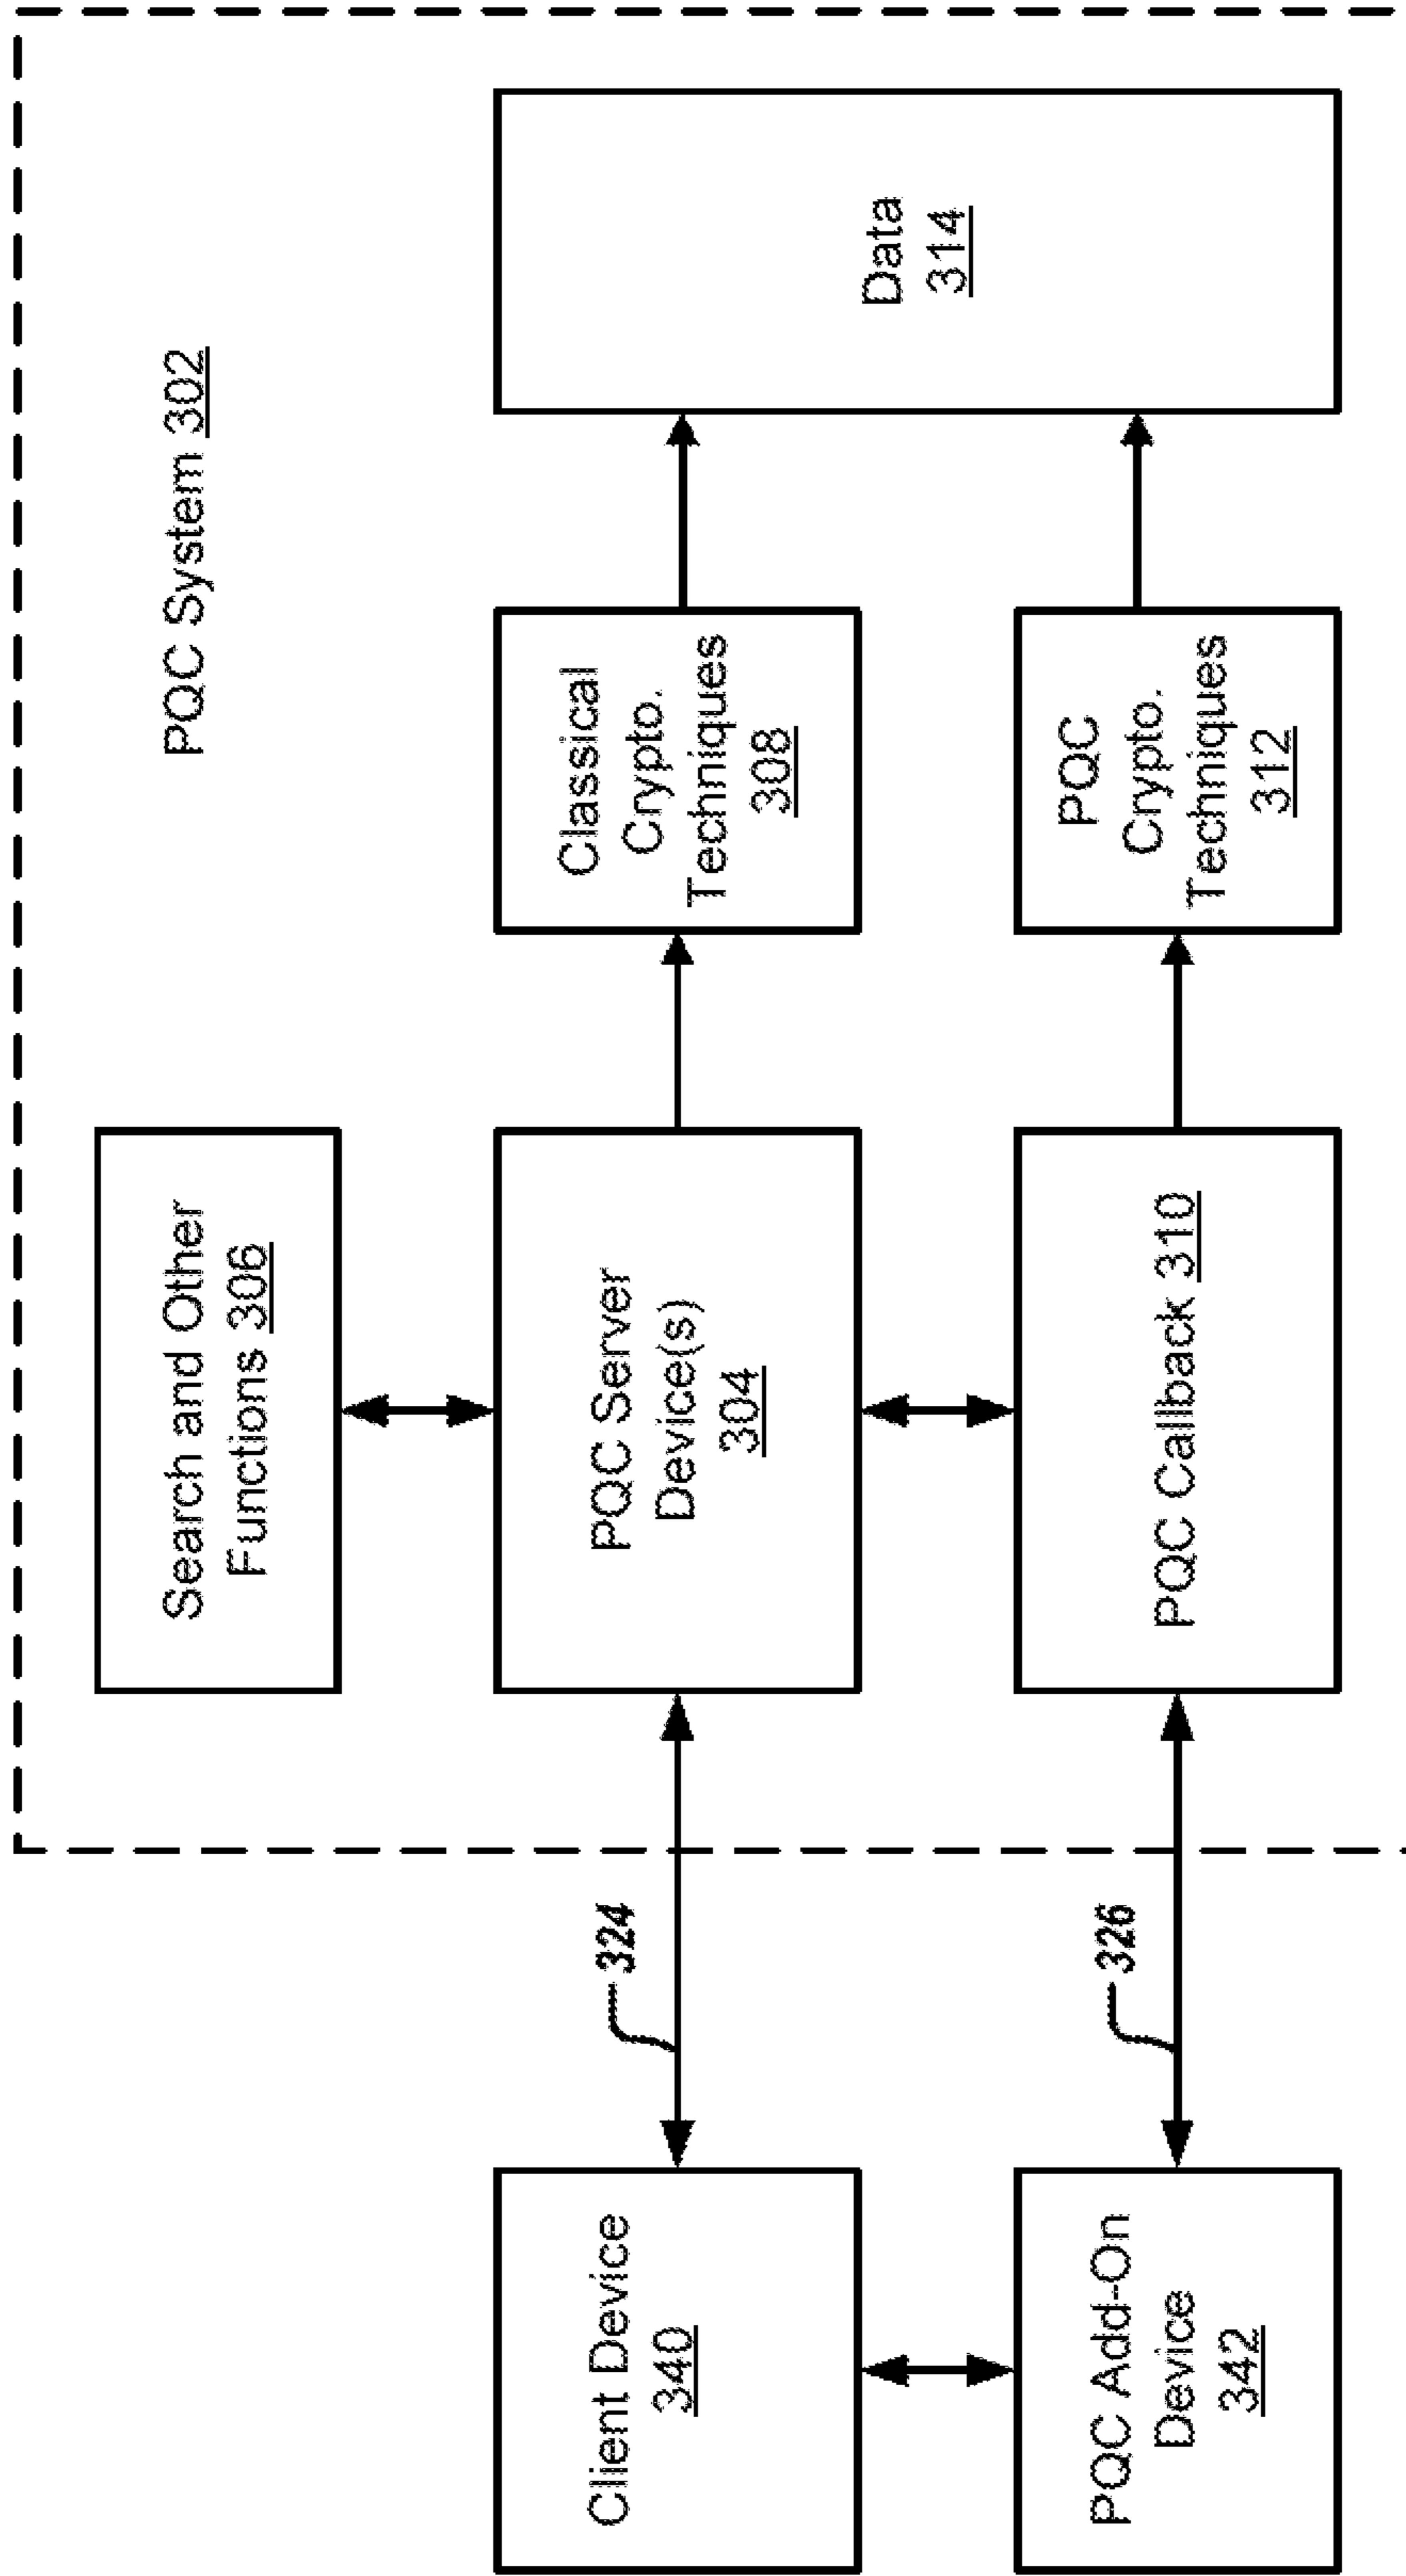 PQC System 302
Search and Other
Functions 306
Client Device
340
324
PQC Server
Device(s)
304
Classical
Crypto.
Techniques
308
Data
314
PQC Add-On
Device
342
326
PQC Callback 310
PQC
Crypto.
Techniques
312